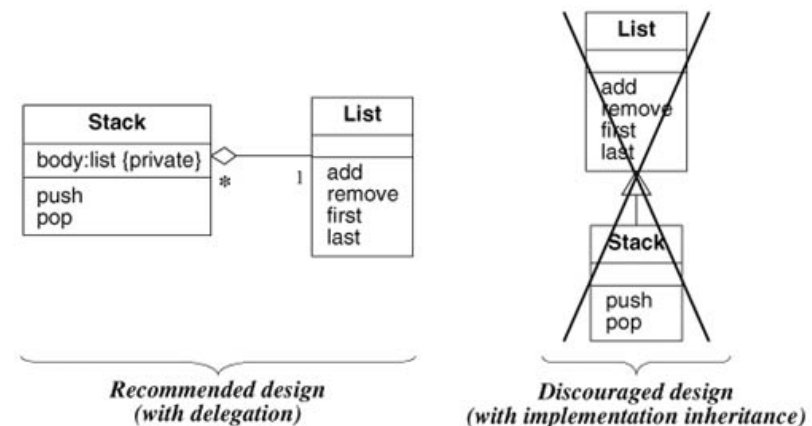 Stack
body:list {private}
push
pop
*
1
List
add
remove
first
last
Recommended design
(with delegation)
List
add
remove
first
last
Stack
push
pop
Discouraged design
(with implementation inheritance)